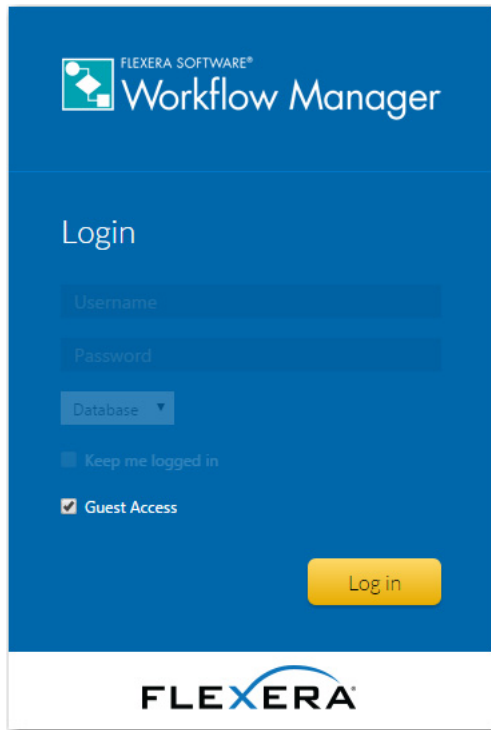 FLEXERA SOFTWARE®
Workflow Manager
Login
Username
Password
Database
Keep me logged in
Guest Access
Log in
FLEXERA